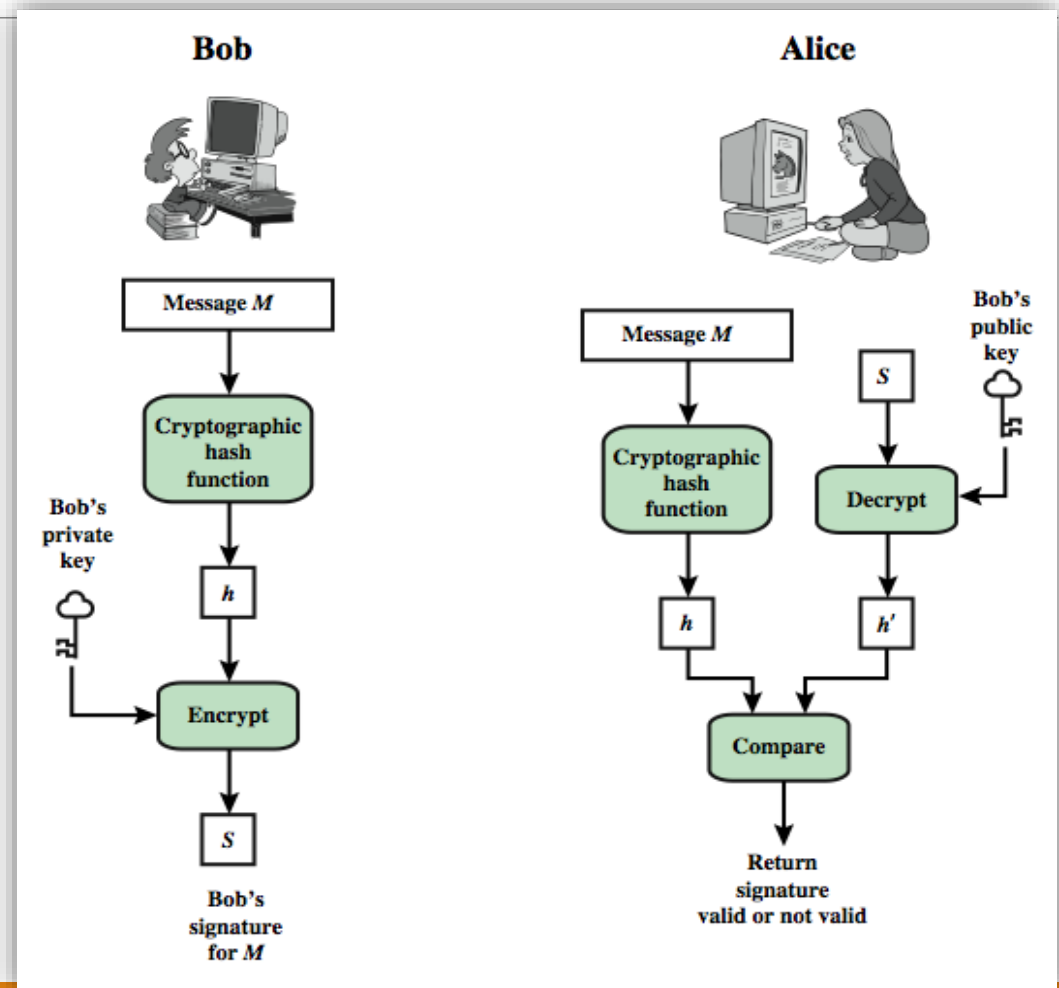 Bob
Message M
Cryptographic
hash
function
Bob's
private
key
h
Encrypt
S
Bob's
signature
for M
Alice
Message M
Bob's
public
key
S
Cryptographic
hash
function
Decrypt
h
h′
Compare
Return
signature
valid or not valid